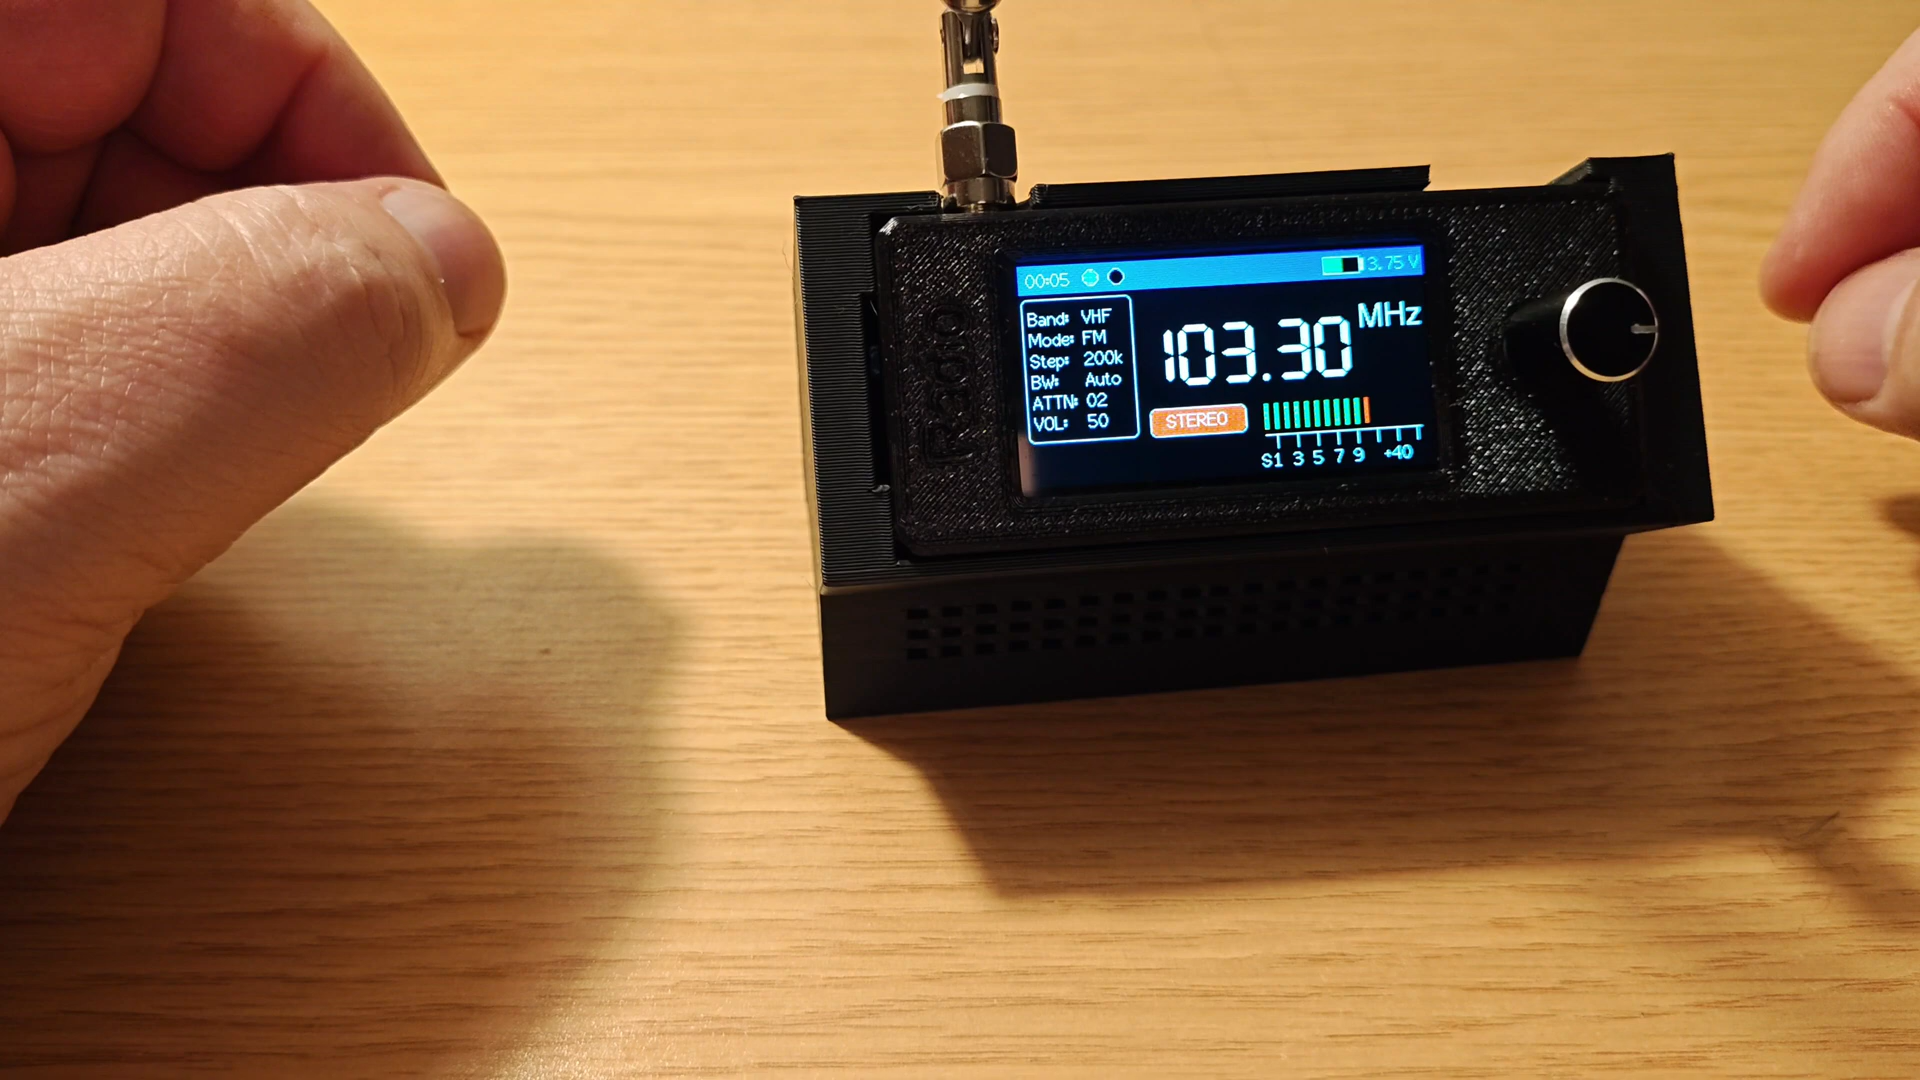 00:05 3.75 V
Band: VHF
Mode: FM
Step: 200k
BW: Auto
ATTN: 02
VOL: 50
103.30 MHz
STEREO
S1 3 5 7 9 +40
Radio